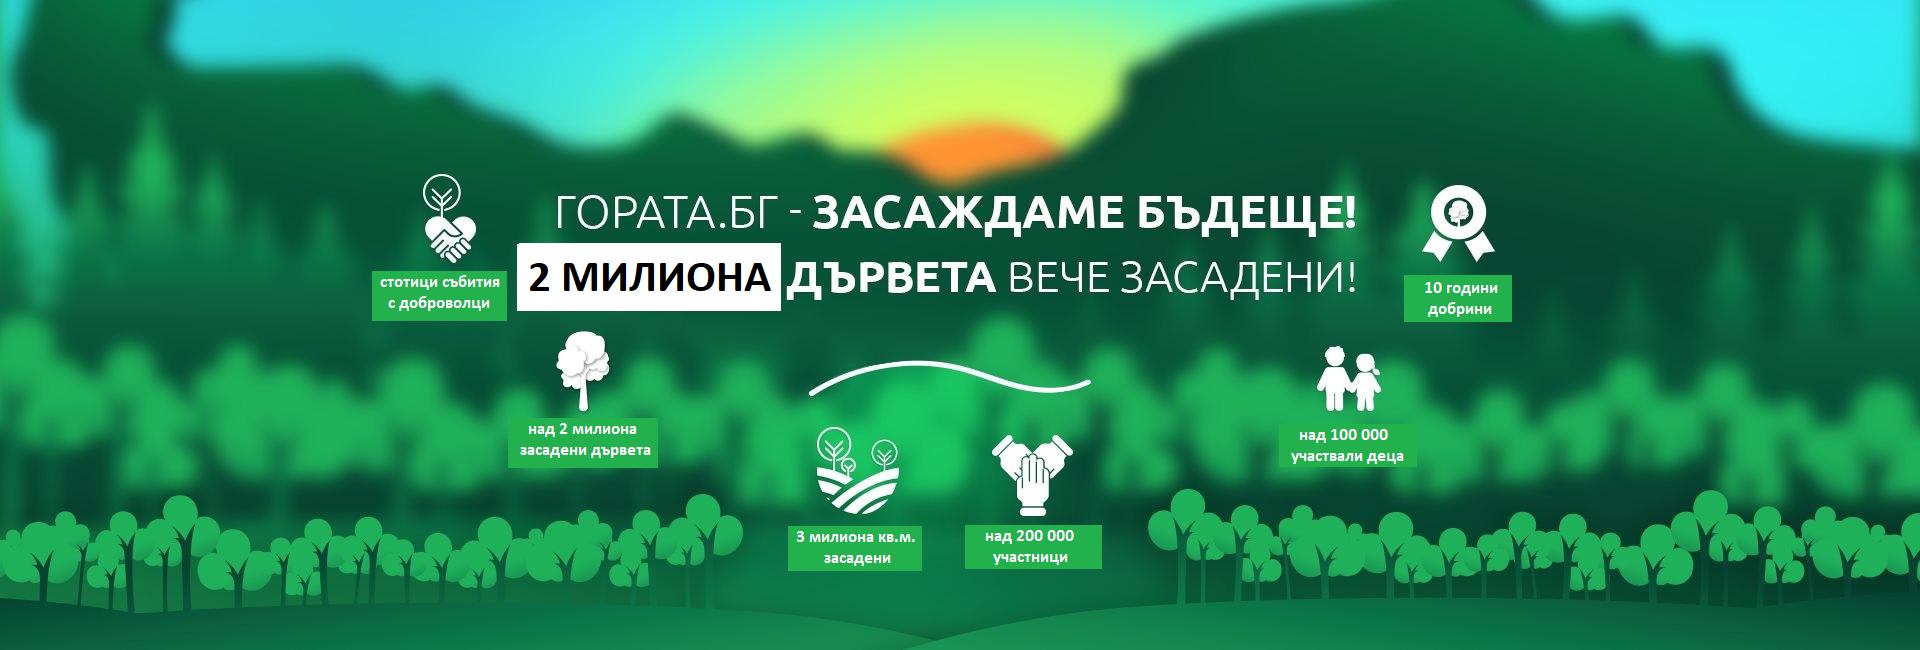 ГОРАТА.БГ - ЗАСАЖДАМЕ БЪДЕЩЕ!
2 МИЛИОНА ДЪРВЕТА ВЕЧЕ ЗАСАДЕНИ!
стотици събития
с доброволци
10 години
добрини
над 2 милиона
засадени дървета
над 100 000
участвали деца
3 милиона кв.м.
засадени
над 200 000
участници